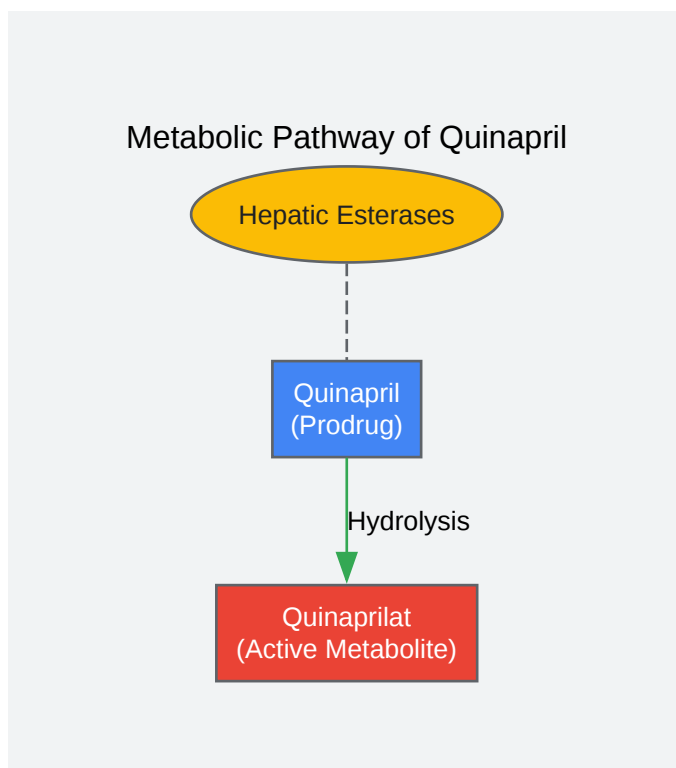 Metabolic Pathway of Quinapril
Hepatic Esterases
Quinapril
(Prodrug)
Hydrolysis
Quinaprilat
(Active Metabolite)